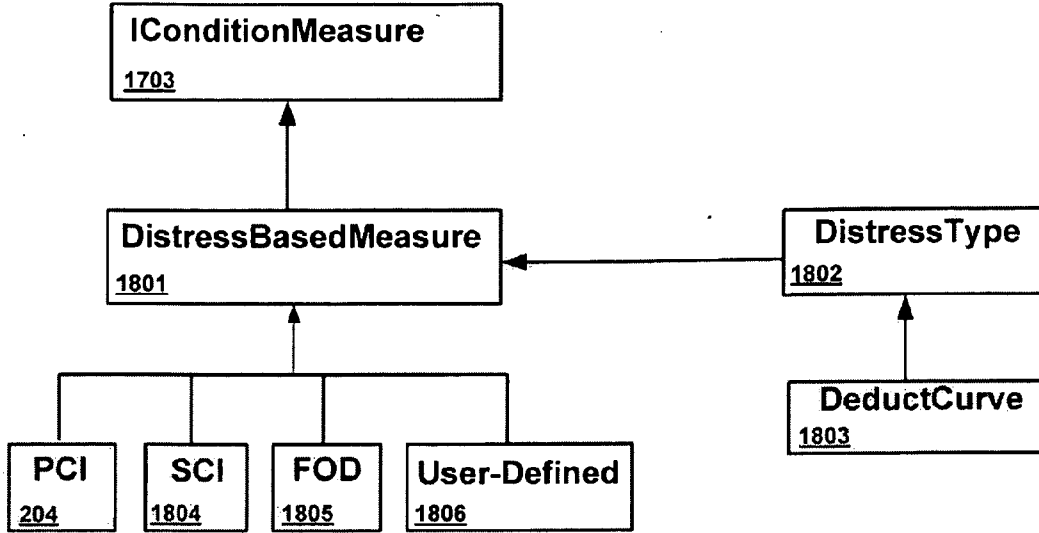 IConditionMeasure
1703
DistressBasedMeasure
1801
DistressType
1802
DeductCurve
1803
PCI
204
SCI
1804
FOD
1805
User-Defined
1806